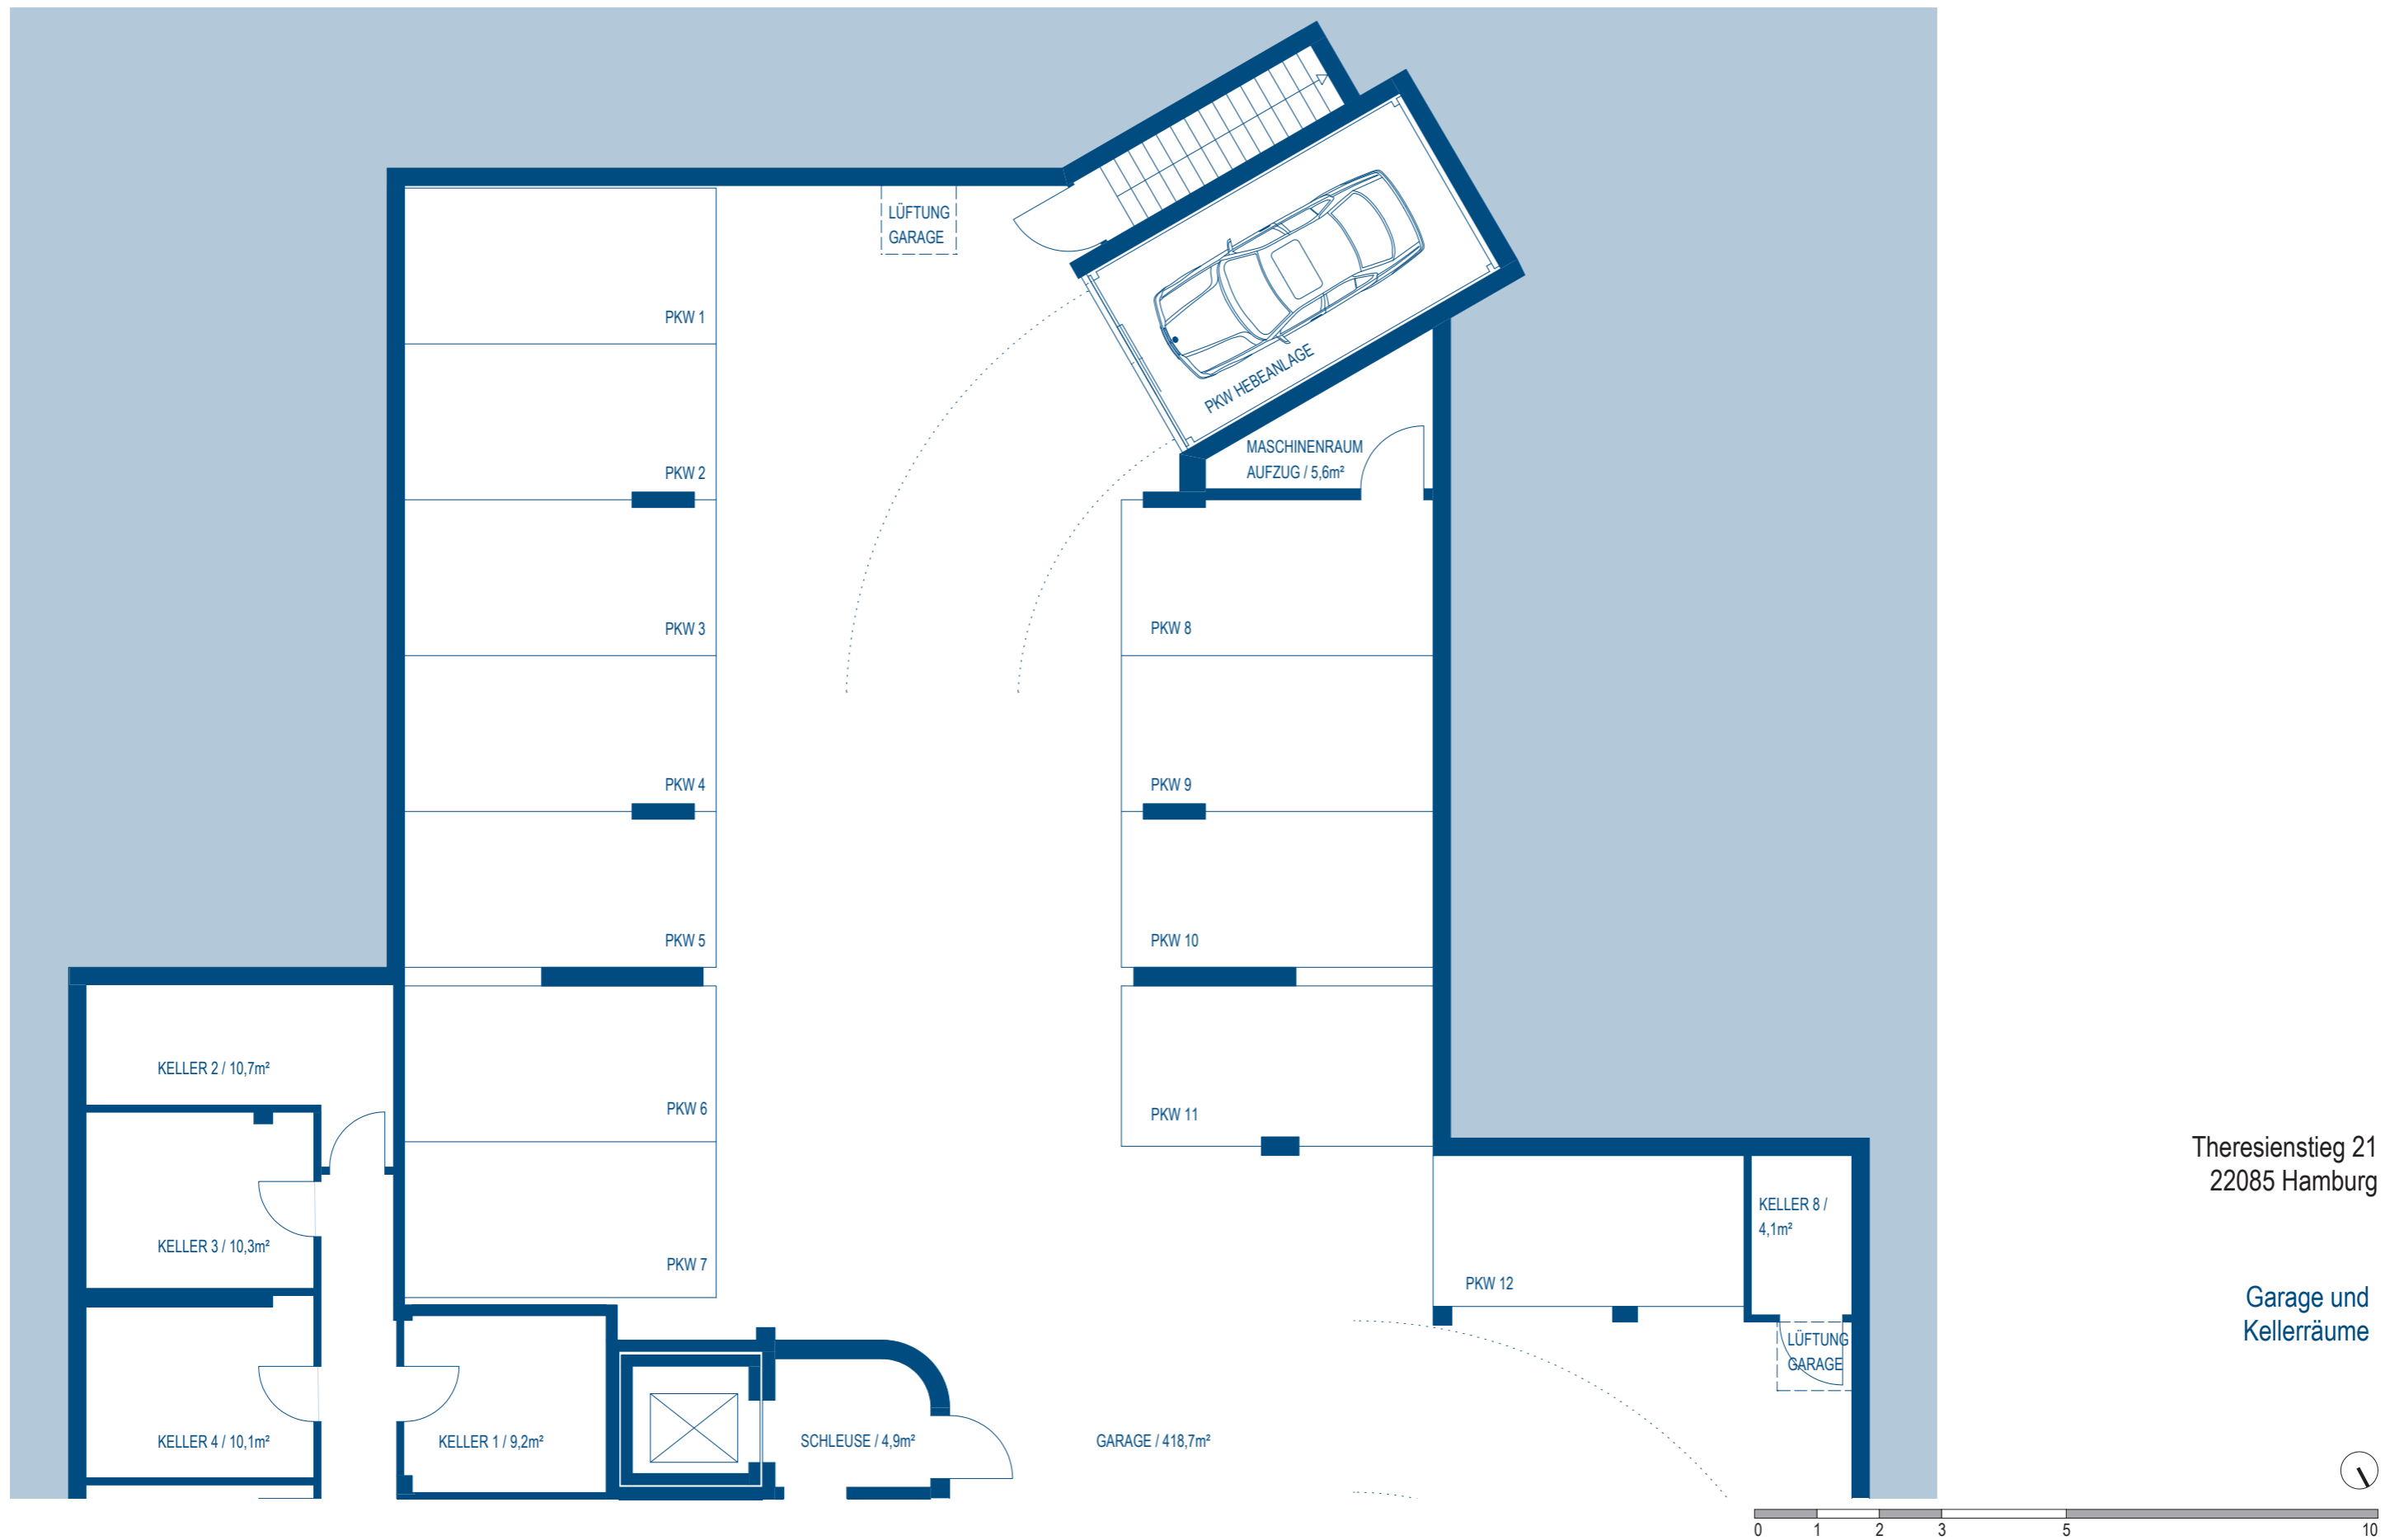 LÜFTUNG
GARAGE
PKW 1
PKW HEBEANLAGE
PKW 2
MASCHINENRAUM
AUFZUG / 5,6m²
PKW 3
PKW 8
PKW 4
PKW 9
PKW 5
PKW 10
KELLER 2 / 10,7m²
PKW 6
PKW 11
KELLER 3 / 10,3m²
PKW 7
PKW 12
KELLER 8 /
4,1m²
LÜFTUNG
GARAGE
KELLER 4 / 10,1m²
KELLER 1 / 9,2m²
SCHLEUSE / 4,9m²
GARAGE / 418,7m²
Theresienstieg 21
22085 Hamburg
Garage und
Kellerräume
0 1 2 3 5 10